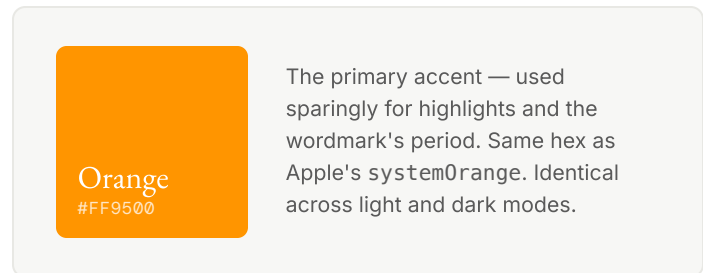 Orange
#FF9500
The primary accent — used
sparingly for highlights and the
wordmark's period. Same hex as
Apple's systemOrange. Identical
across light and dark modes.